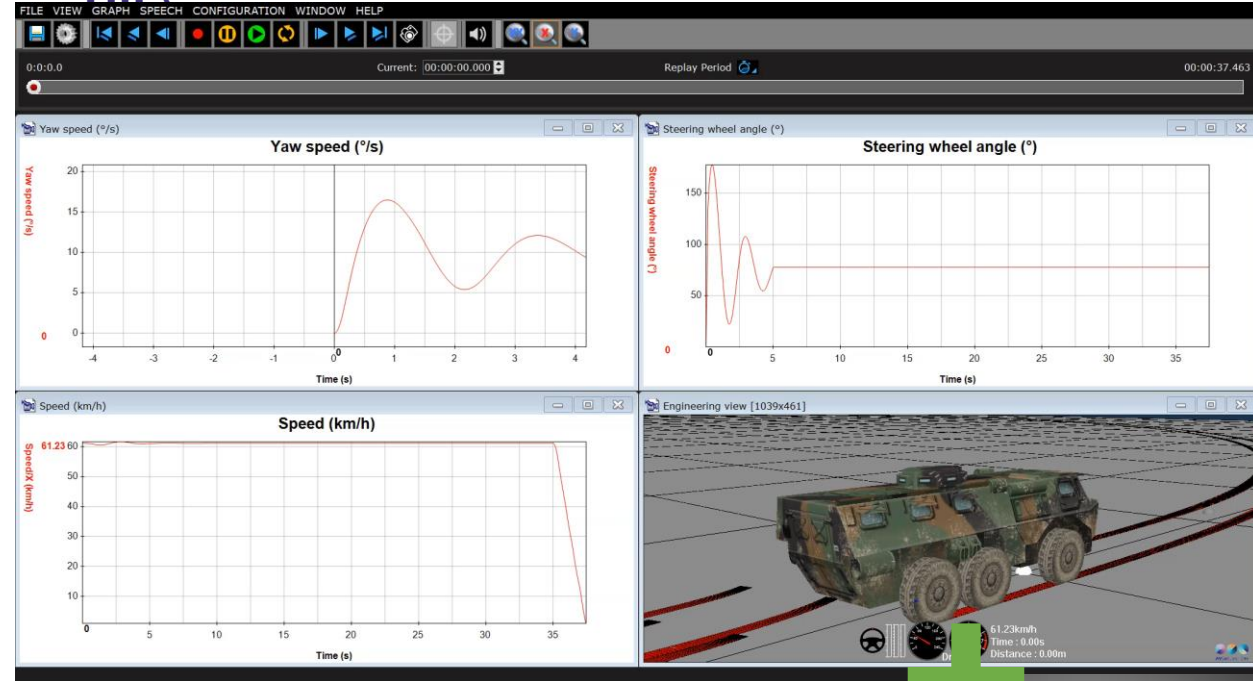 FILE VIEW GRAPH SPEECH CONFIGURATION WINDOW HELP
0:0:0.0 Current: 00:00:00.000 Replay Period 00:00:37.463
Yaw speed (°/s)
Yaw speed (°/s)
Yaw speed (°/s)
20
15
10
5
0
0
-4 -3 -2 -1 0 0 1 2 3 4
Time (s)
Steering wheel angle (°)
Steering wheel angle (°)
Steering wheel angle (°)
150
100
50
0
0 5 10 15 20 25 30 35
Time (s)
Speed (km/h)
Speed (km/h)
SpeedX (km/h)
61.23 60
50
40
30
20
10
0 5 10 15 20 25 30 35
Time (s)
Engineering view [1039x461]
61.23km/h
Time : 0.00s
Distance : 0.00m